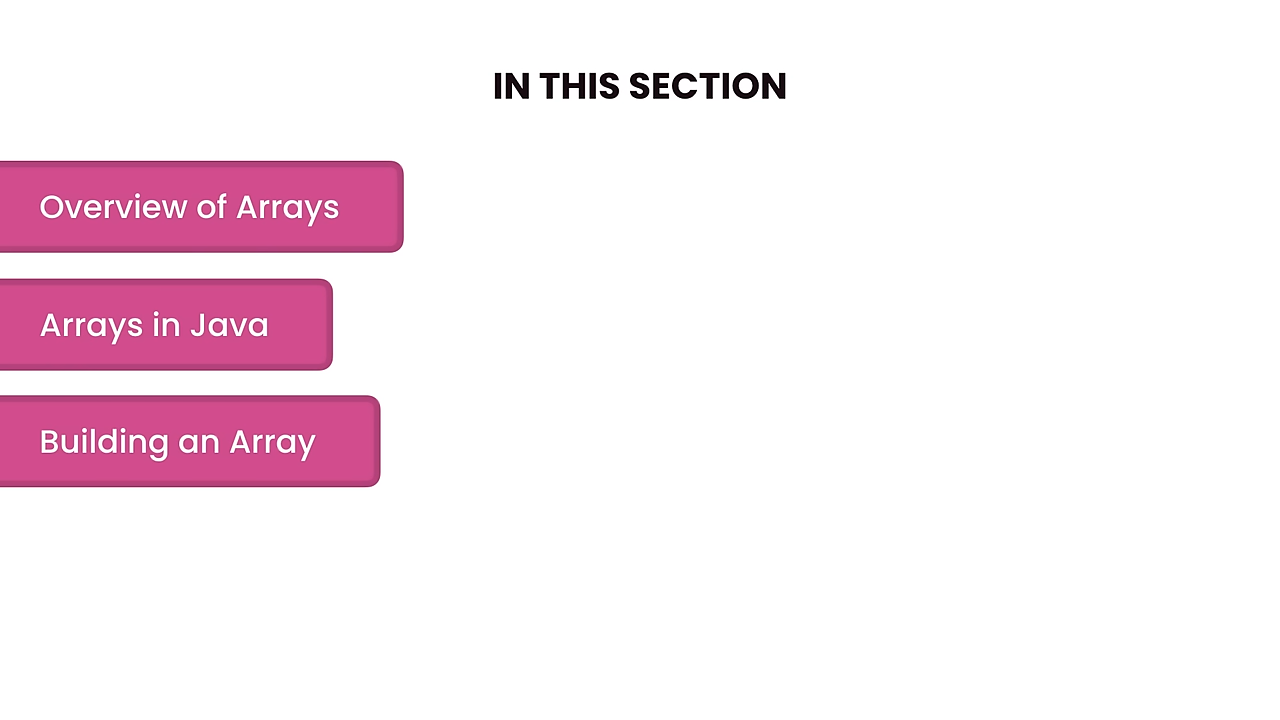 IN THIS SECTION
Overview of Arrays
Arrays in Java
Building an Array